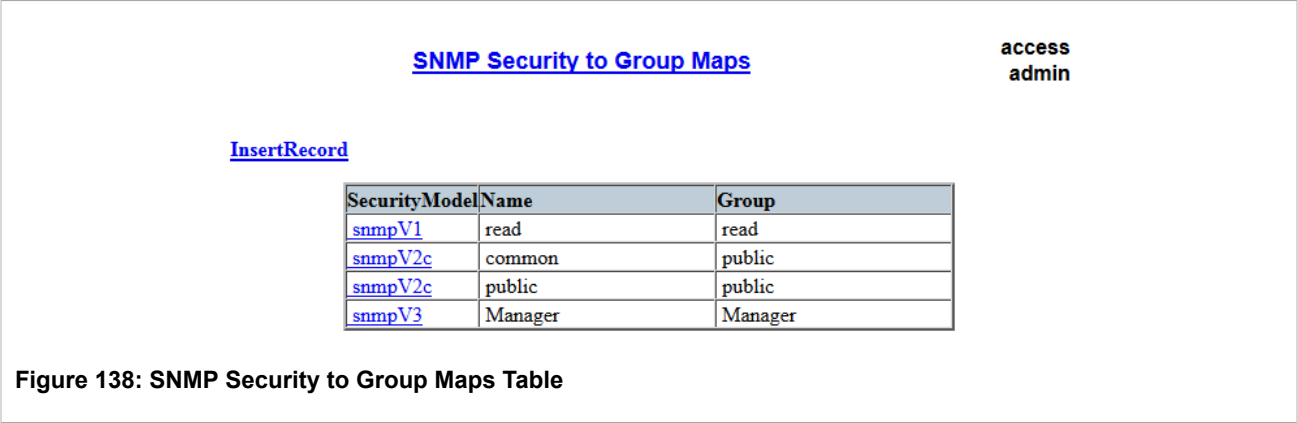 SNMP Security to Group Maps
access
admin
InsertRecord
SecurityModel Name Group
snmpV1 read read
snmpV2c common public
snmpV2c public public
snmpV3 Manager Manager
Figure 138: SNMP Security to Group Maps Table